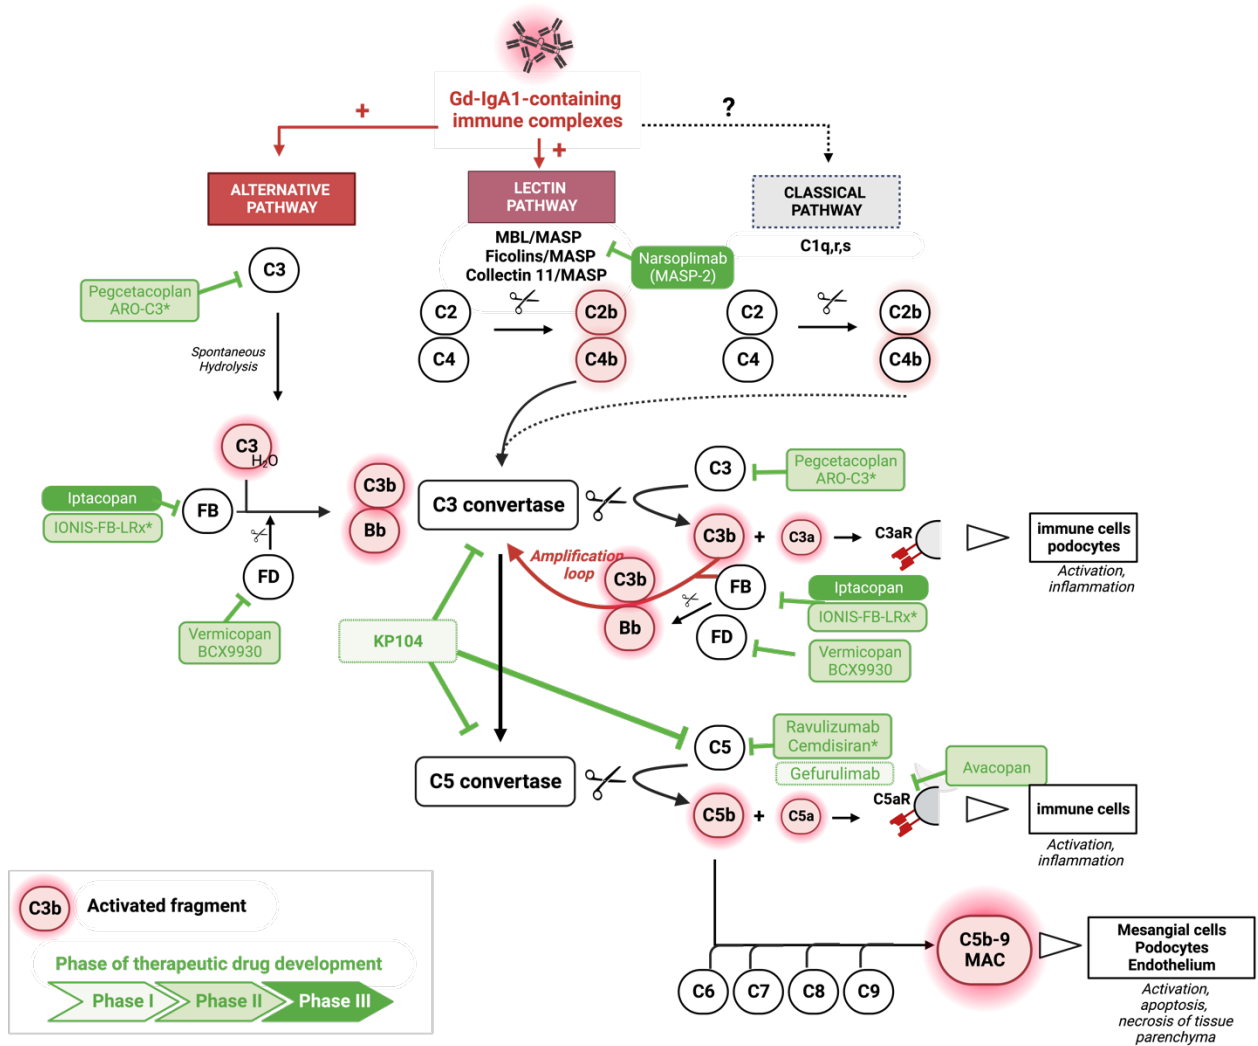 Gd-IgA1-containing
immune complexes
+
+
?
ALTERNATIVE
PATHWAY
LECTIN
PATHWAY
CLASSICAL
PATHWAY
MBL/MASP
Ficolins/MASP
Collectin 11/MASP
Narsoplimab
(MASP-2)
C1q,r,s
C3
Pegcetacoplan
ARO-C3*
C2
C4
C2b
C4b
C2
C4
C2b
C4b
Spontaneous
Hydrolysis
C3
H₂O
Iptacopan
IONIS-FB-LRx*
FB
C3b
Bb
FD
Vermicopan
BCX9930
C3 convertase
C3
Pegcetacoplan
ARO-C3*
C3b
+
C3a
C3aR
immune cells
podocytes
Activation,
inflammation
Amplification
loop
C3b
Bb
FB
FD
Iptacopan
IONIS-FB-LRx*
Vermicopan
BCX9930
KP104
C5 convertase
C5
Ravulizumab
Cemdisiran*
Gefurulimab
Avacopan
C5b
+
C5a
C5aR
immune cells
Activation,
inflammation
C6
C7
C8
C9
C5b-9
MAC
Mesangial cells
Podocytes
Endothelium
Activation,
apoptosis,
necrosis of tissue
parenchyma
C3b
Activated fragment
Phase of therapeutic drug development
Phase I
Phase II
Phase III